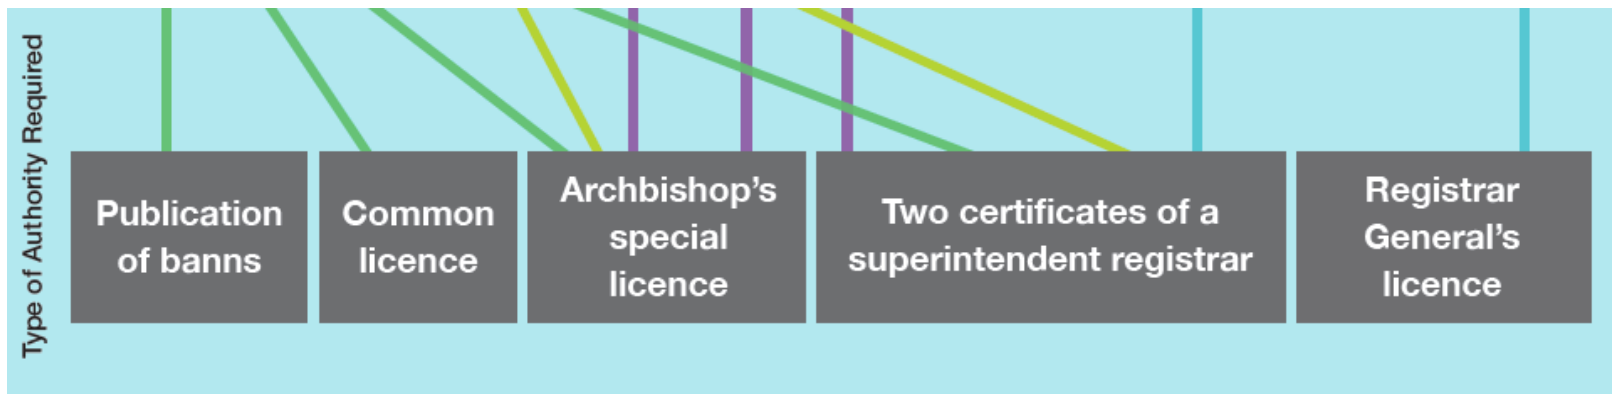 Type of Authority Required
Publication
of banns
Common
licence
Archbishop's
special
licence
Two certificates of a
superintendent registrar
Registrar
General's
licence